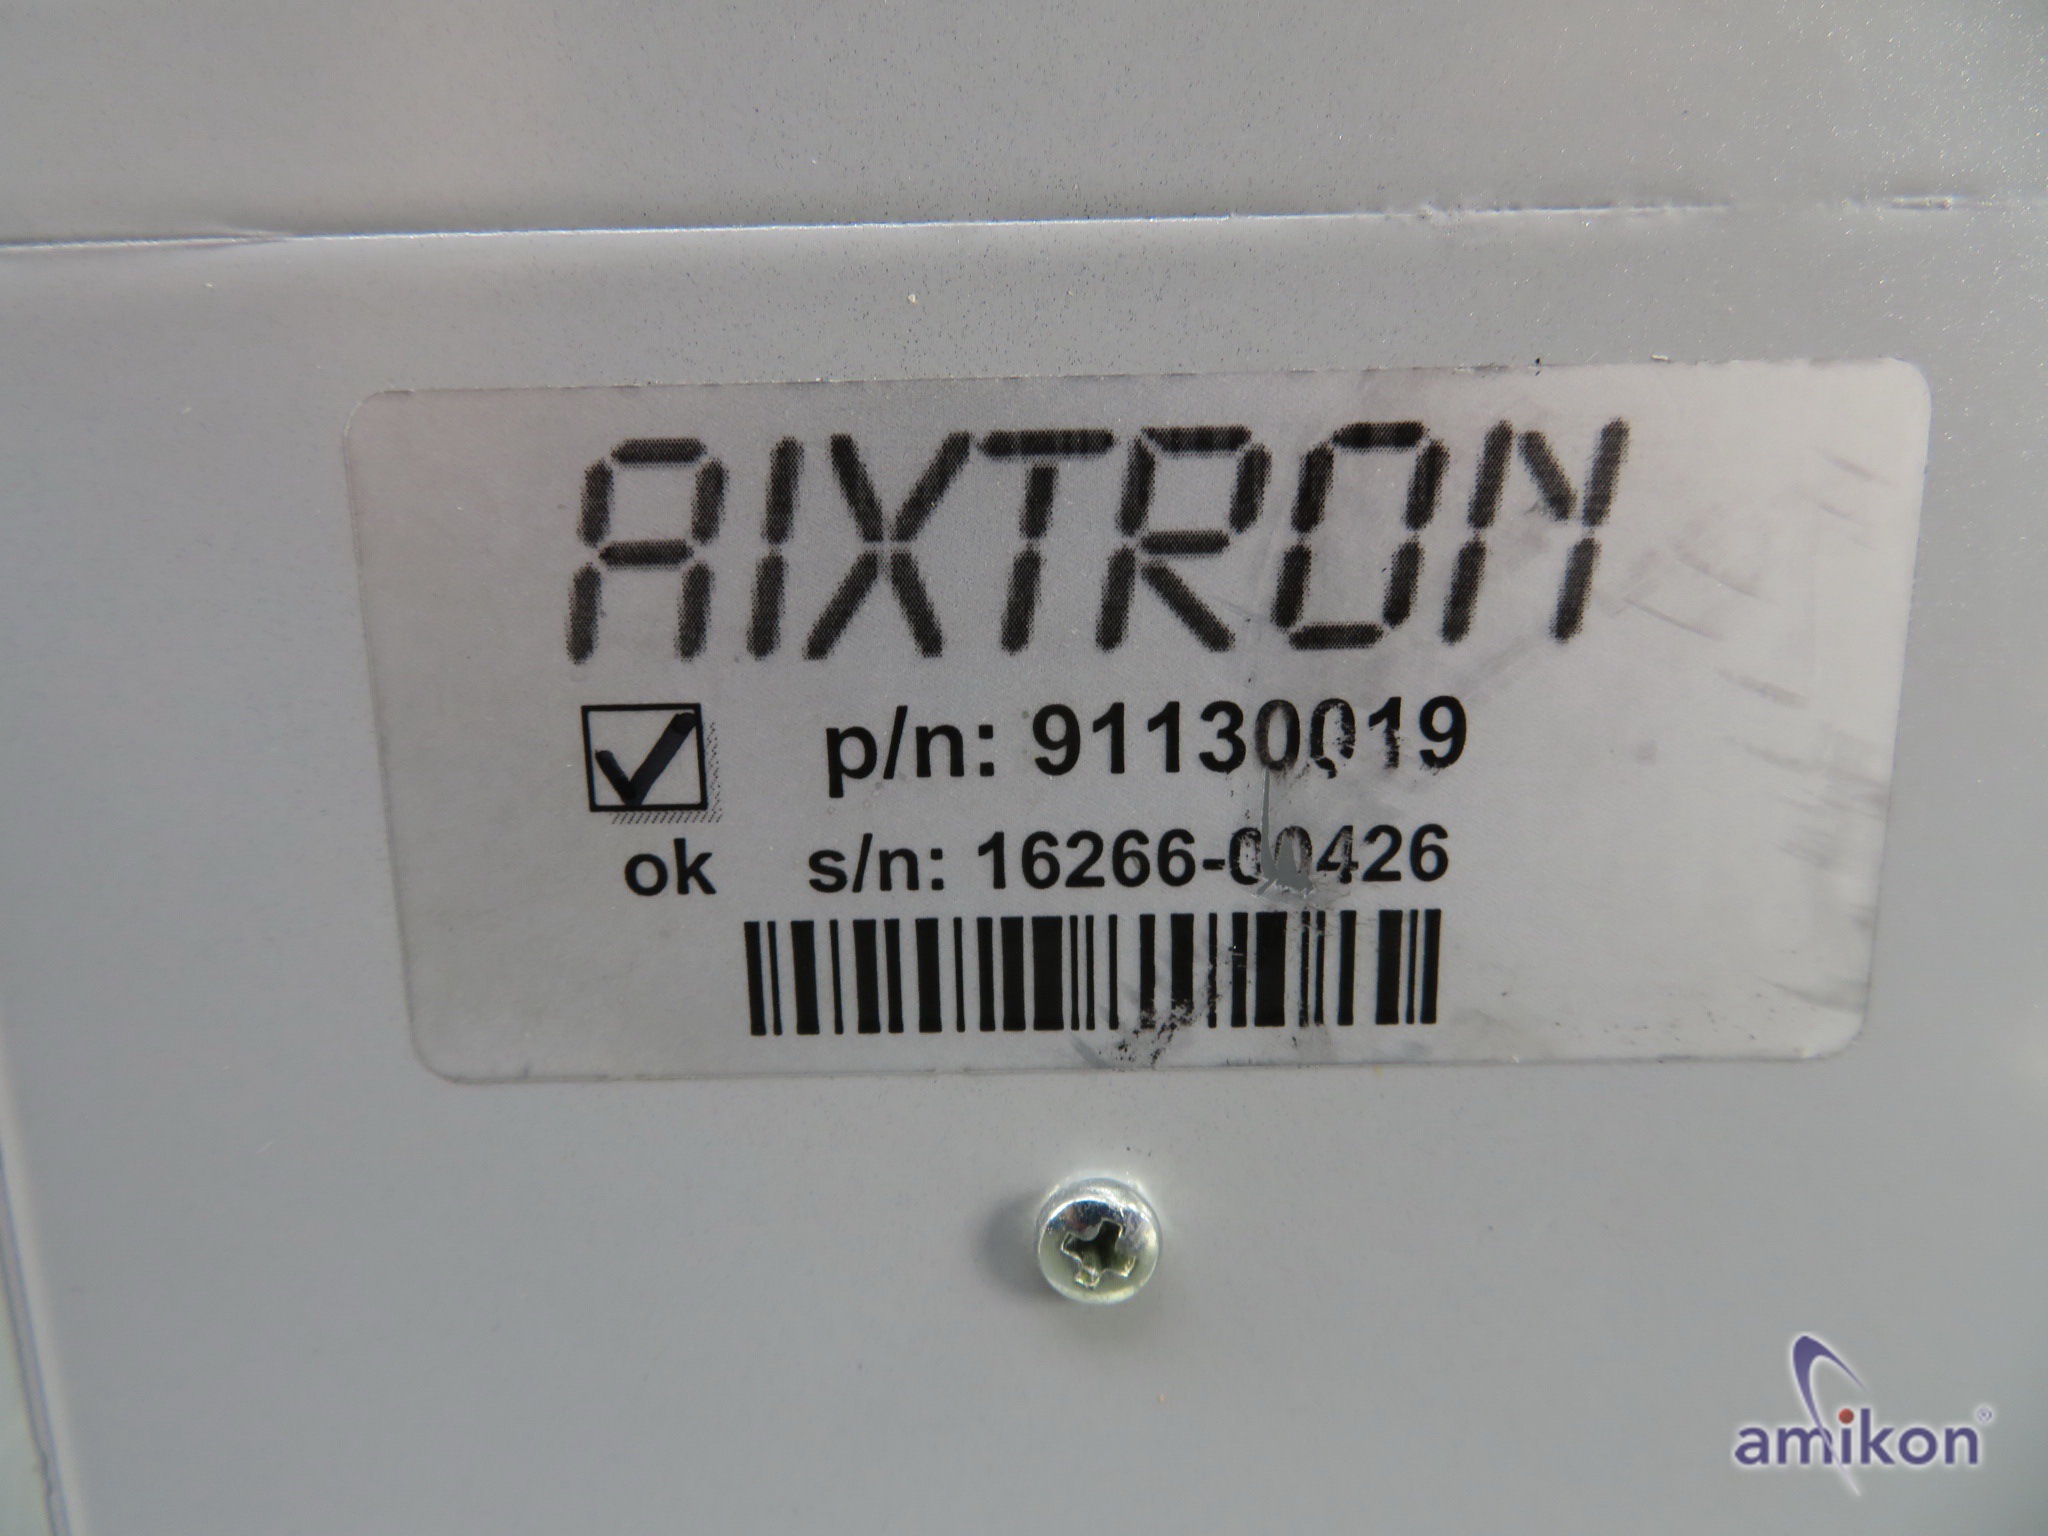 AIXTRON
p/n: 91130019
ok s/n: 16266-00426
amikon®